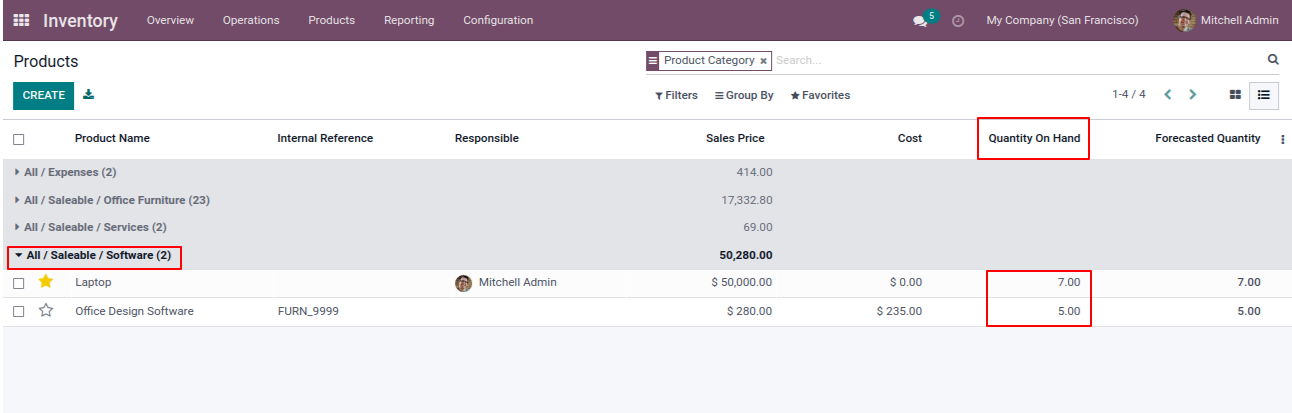 Inventory Overview Operations Products Reporting Configuration 5 My Company (San Francisco) Mitchell Admin
Products Product Category × Search...
CREATE Filters Group By Favorites 1-4 / 4
Product Name Internal Reference Responsible Sales Price Cost Quantity On Hand Forecasted Quantity
All / Expenses (2) 414.00
All / Saleable / Office Furniture (23) 17,332.80
All / Saleable / Services (2) 69.00
All / Saleable / Software (2) 50,280.00
Laptop Mitchell Admin $ 50,000.00 $ 0.00 7.00 7.00
Office Design Software FURN_9999 $ 280.00 $ 235.00 5.00 5.00